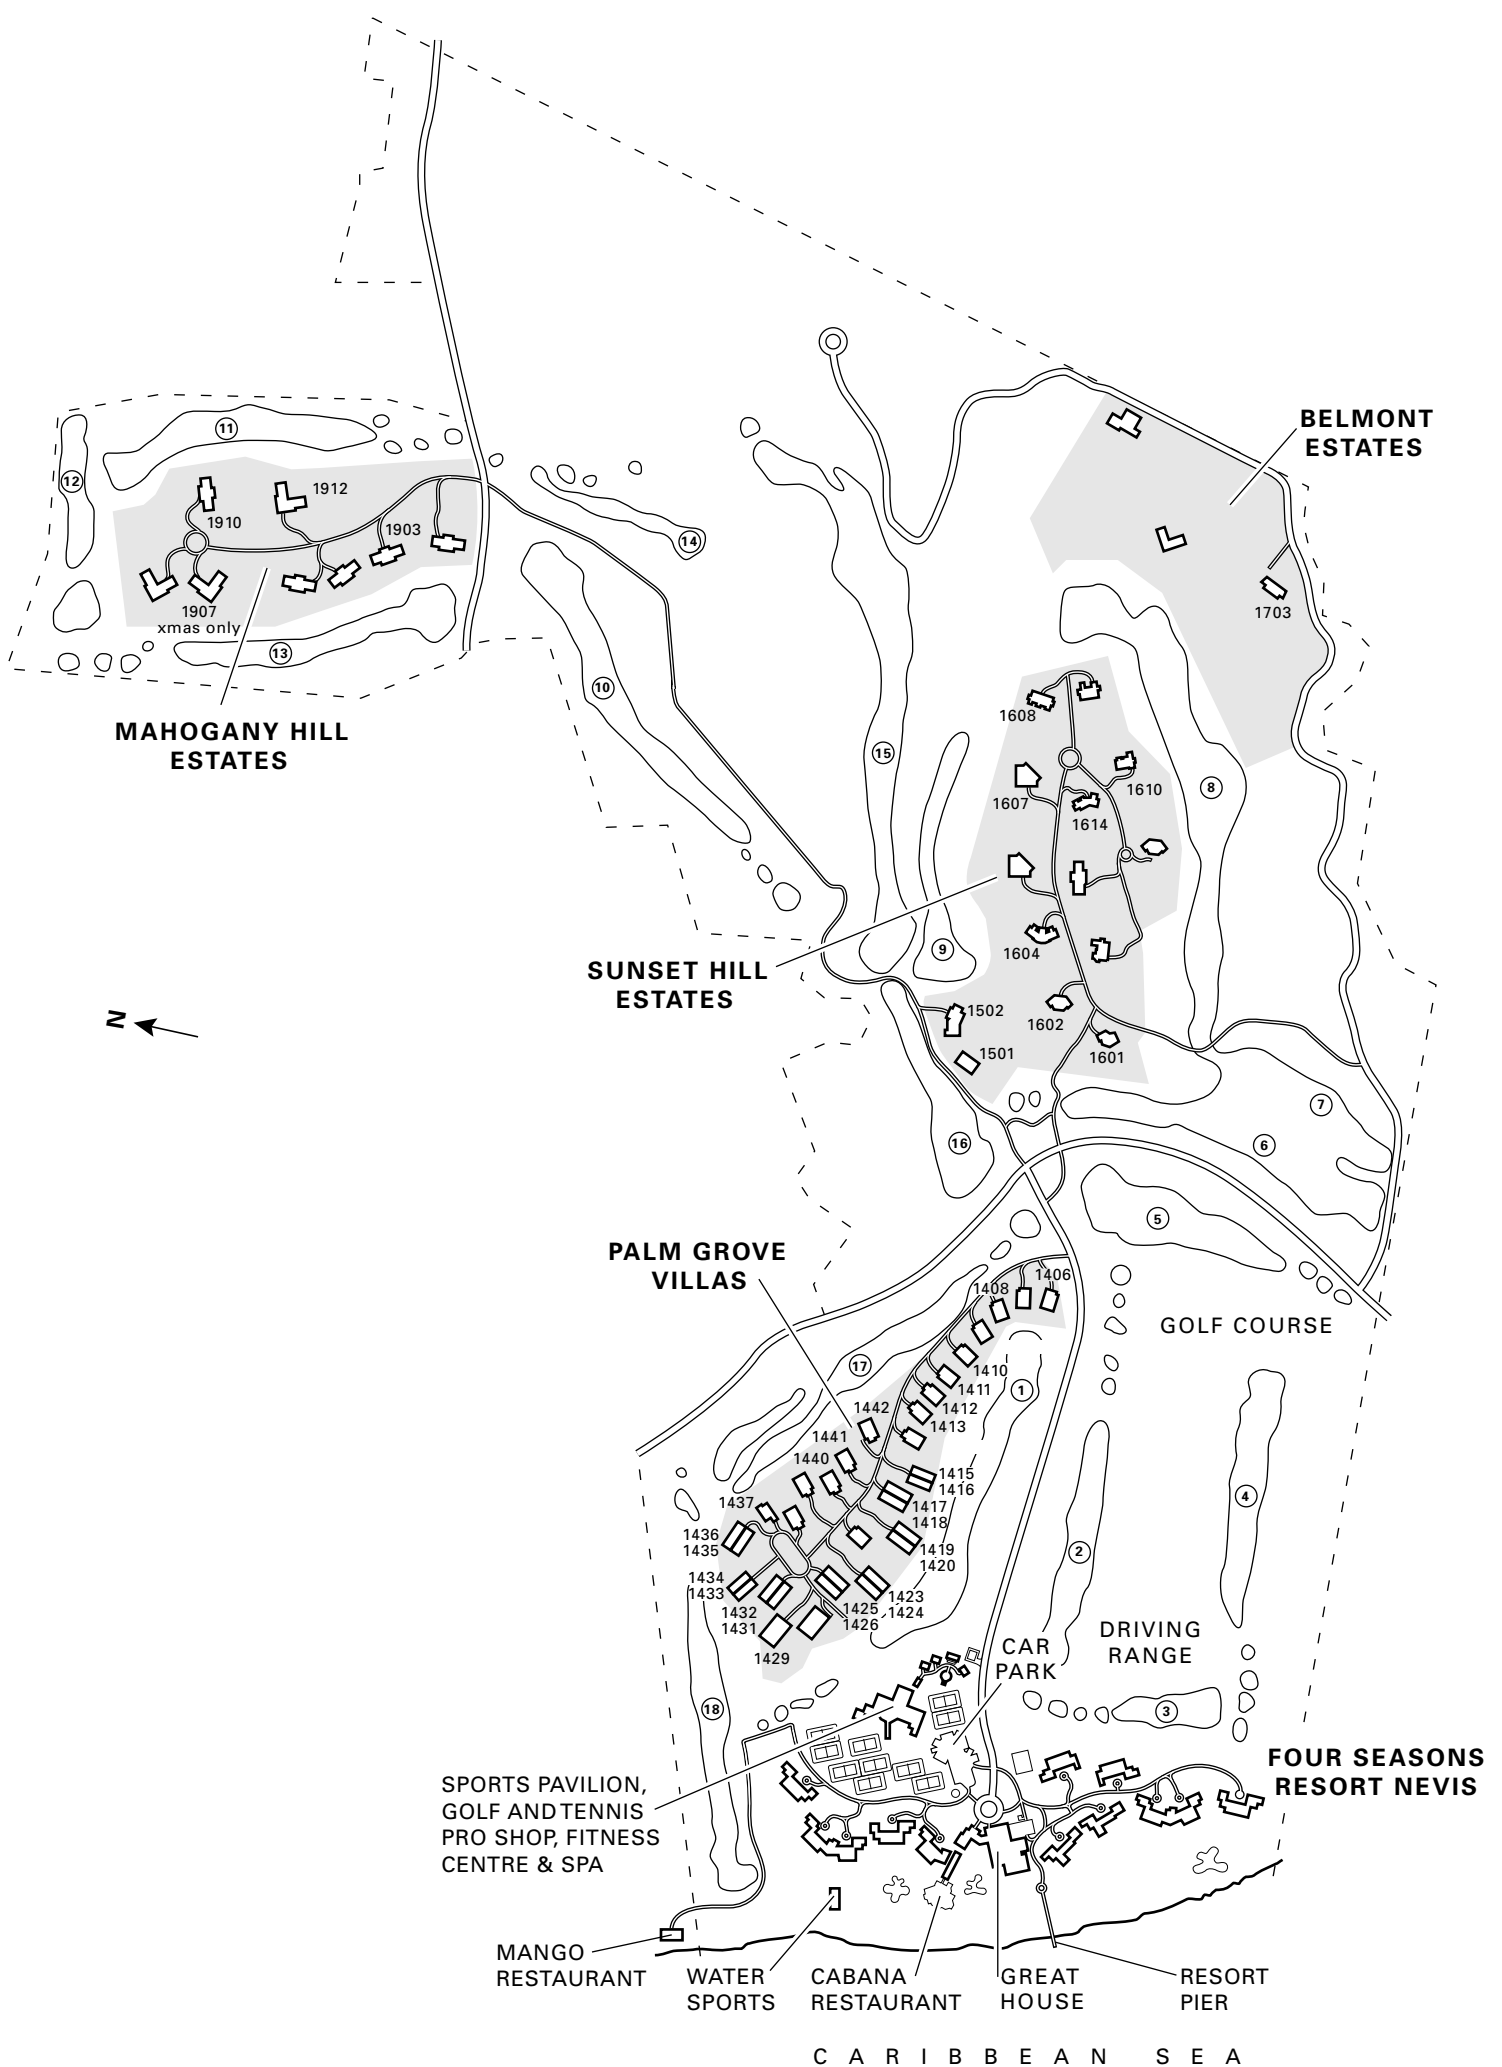 BELMONT
ESTATES
11
12
1912
1910
1903
14
1907
xmas only
13
1703
10
MAHOGANY HILL
ESTATES
1608
15
8
1607
1610
1614
9
1604
SUNSET HILL
ESTATES
N
1502
1602
1501
1601
7
16
6
5
PALM GROVE
VILLAS
1406
1408
GOLF COURSE
17
1410
1
1411
1442
1412
1413
1441
1440
1415
1416
1437
1417
1418
4
1436
1435
1419
1420
2
1434
1433
1423
1424
1432
1431
1425
1426
1429
CAR
PARK
DRIVING
RANGE
18
3
FOUR SEASONS
RESORT NEVIS
SPORTS PAVILION,
GOLF AND TENNIS
PRO SHOP, FITNESS
CENTRE & SPA
MANGO
RESTAURANT
WATER
SPORTS
CABANA
RESTAURANT
GREAT
HOUSE
RESORT
PIER
CARIBBEAN SEA